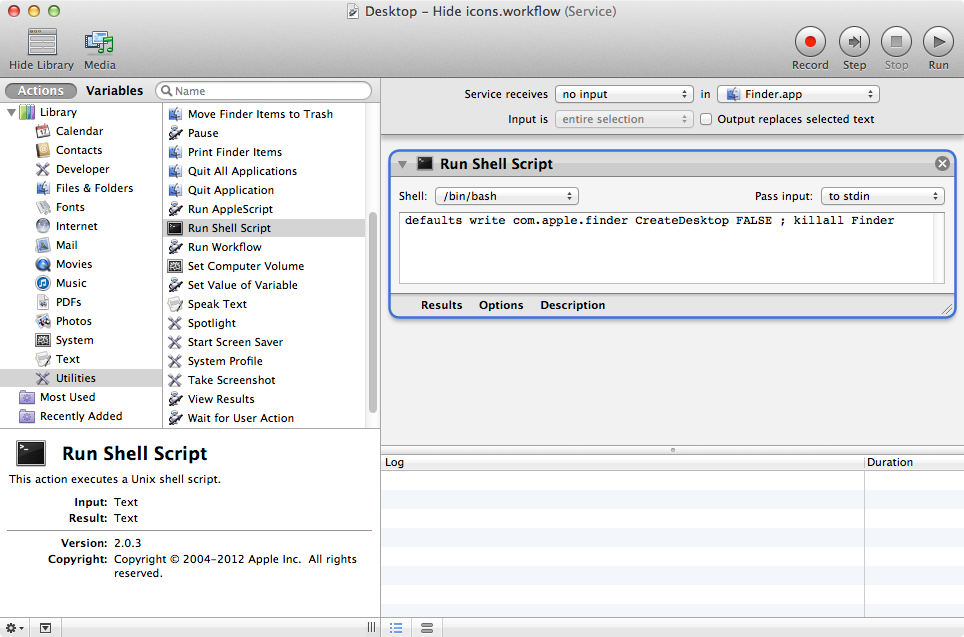 Desktop – Hide icons.workflow (Service)
Hide Library
Media
Record
Step
Stop
Run
Actions
Variables
Name
Library
Calendar
Contacts
Developer
Files & Folders
Fonts
Internet
Mail
Movies
Music
PDFs
Photos
System
Text
Utilities
Most Used
Recently Added
Move Finder Items to Trash
Pause
Print Finder Items
Quit All Applications
Quit Application
Run AppleScript
Run Shell Script
Run Workflow
Set Computer Volume
Set Value of Variable
Speak Text
Spotlight
Start Screen Saver
System Profile
Take Screenshot
View Results
Wait for User Action
Run Shell Script
This action executes a Unix shell script.
Input: Text
Result: Text
Version: 2.0.3
Copyright: Copyright © 2004–2012 Apple Inc. All rights
reserved.
Service receives no input in Finder.app
Input is entire selection Output replaces selected text
Run Shell Script
Shell: /bin/bash Pass input: to stdin
defaults write com.apple.finder CreateDesktop FALSE ; killall Finder
Results Options Description
Log Duration